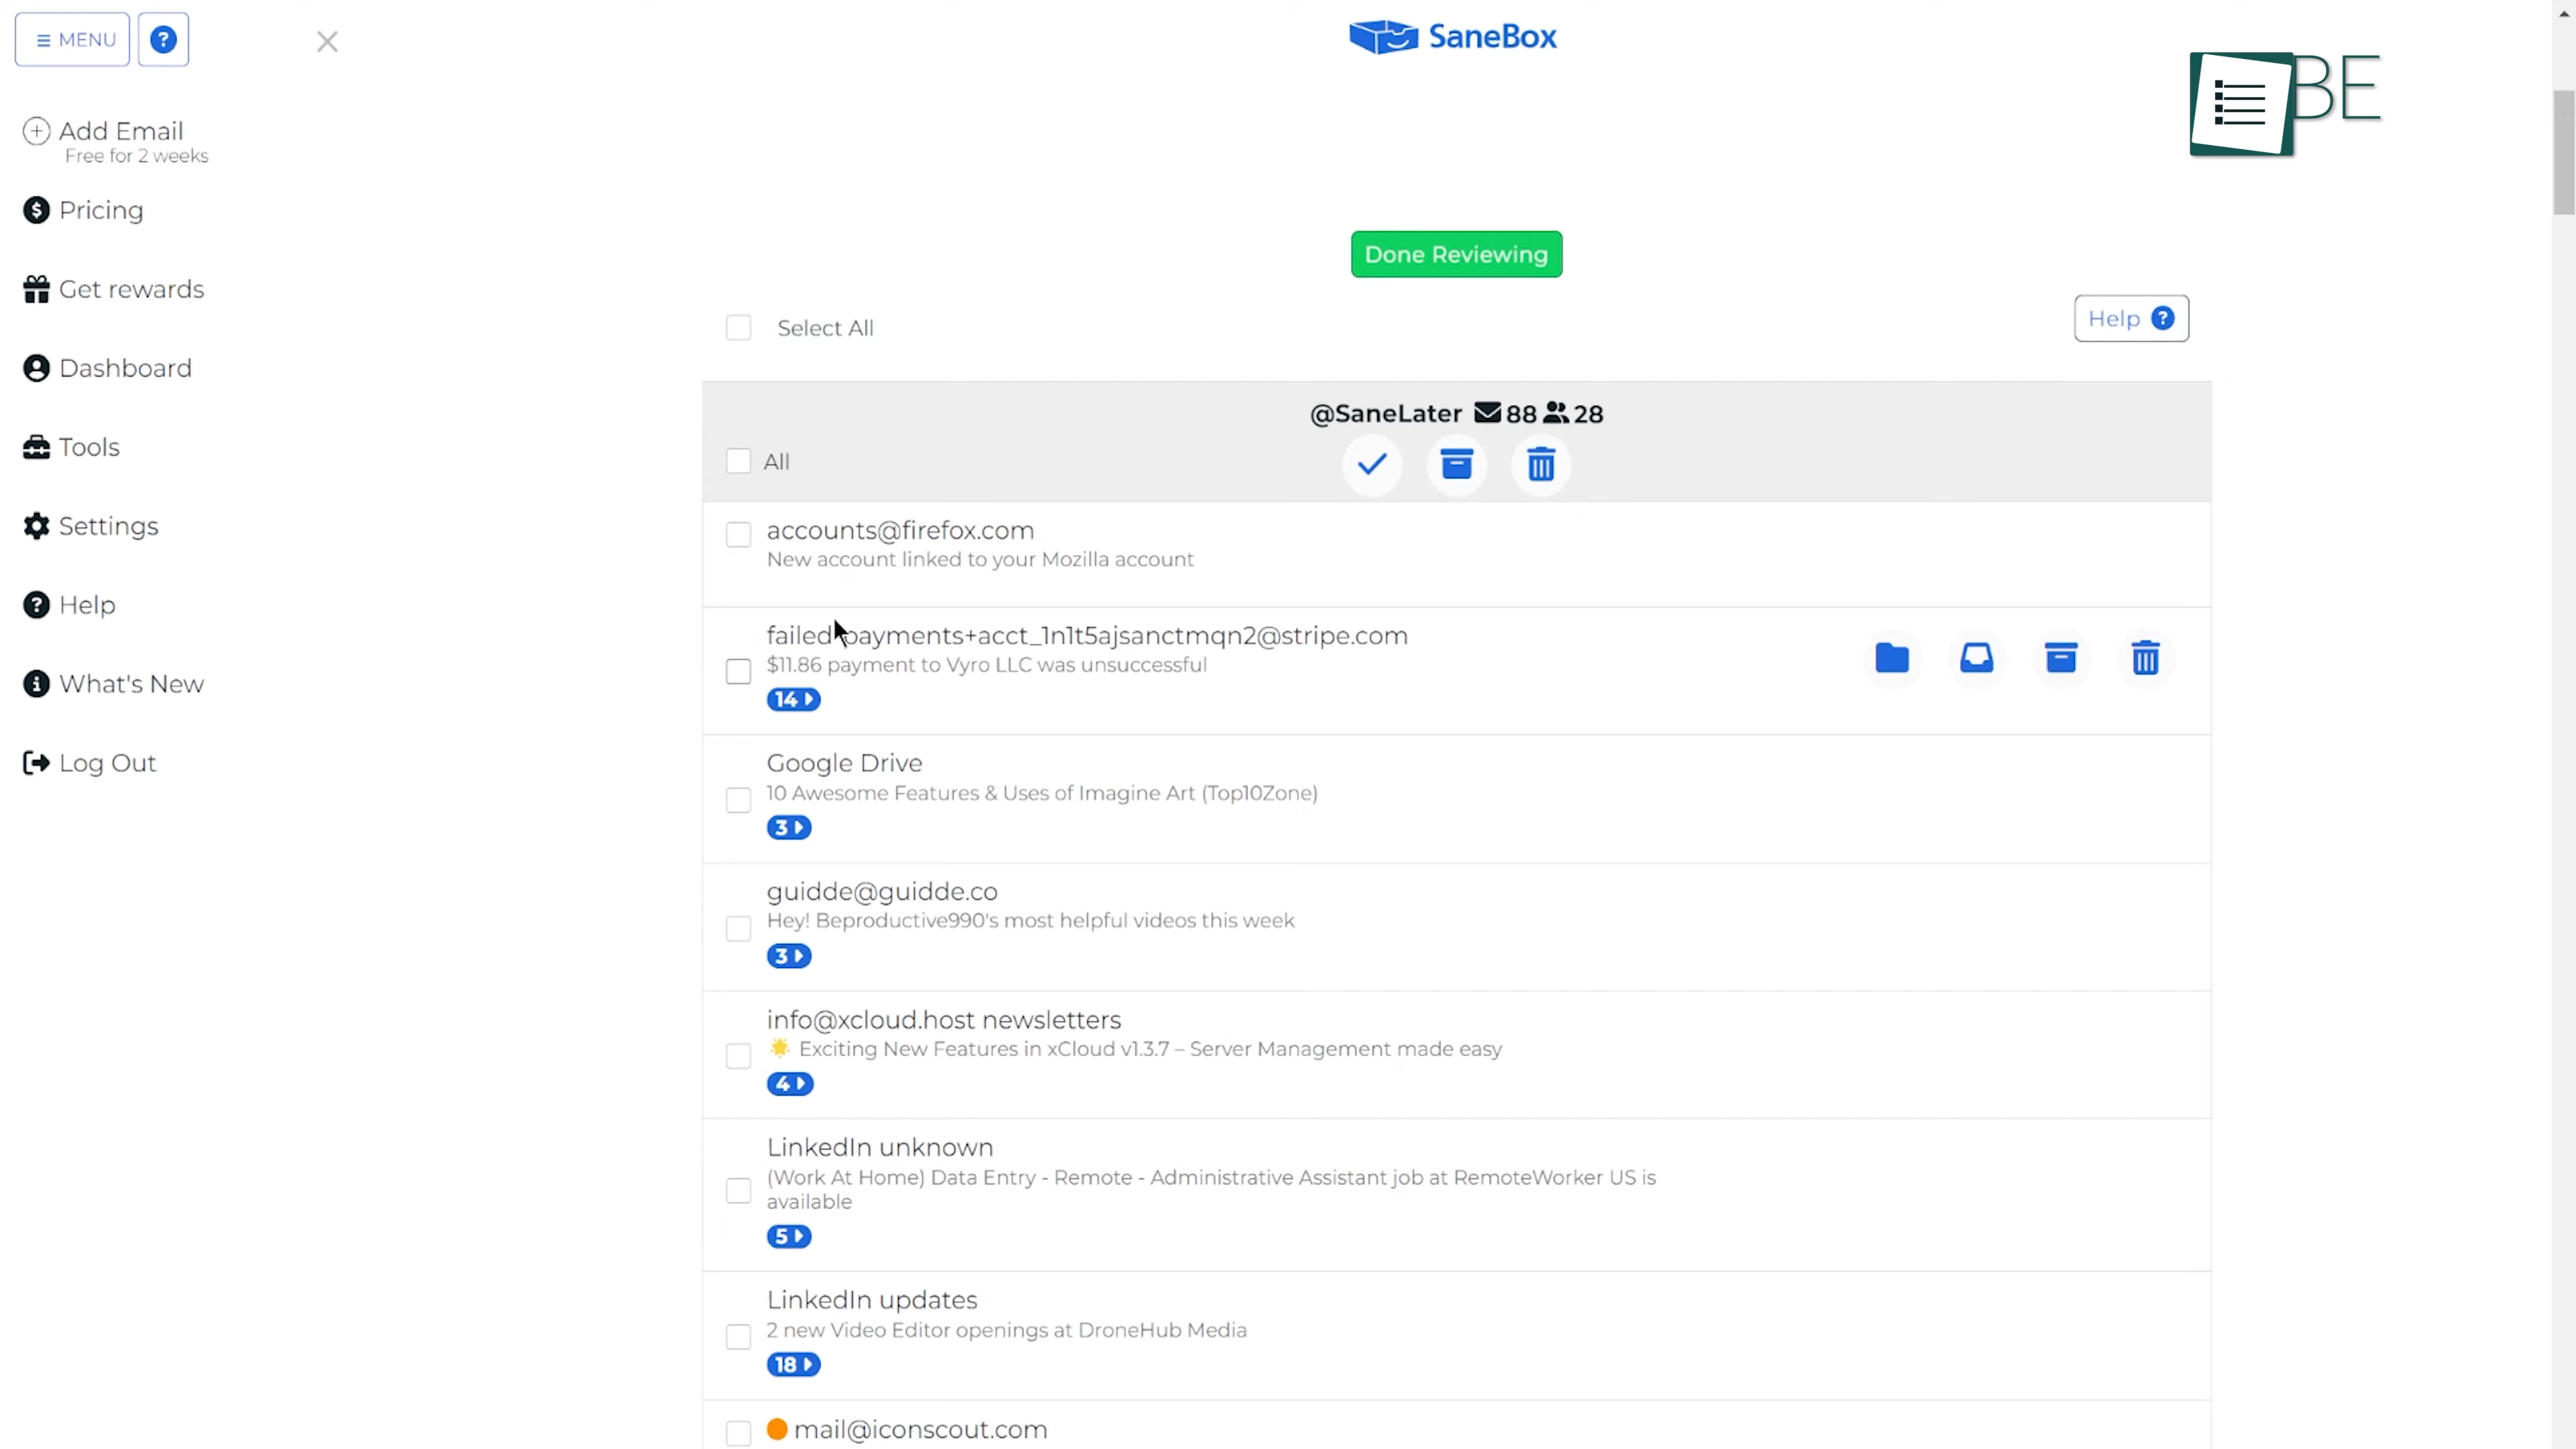 MENU
SaneBox
BE
Add Email
Free for 2 weeks
Pricing
Get rewards
Dashboard
Tools
Settings
Help
What's New
Log Out
Done Reviewing
Select All
Help
@SaneLater 88 28
All
accounts@firefox.com
New account linked to your Mozilla account
failed-payments+acct_1n1t5ajsanctmqn2@stripe.com
$11.86 payment to Vyro LLC was unsuccessful
14
Google Drive
10 Awesome Features & Uses of Imagine Art (Top10Zone)
3
guidde@guidde.co
Hey! Beproductive990's most helpful videos this week
3
info@xcloud.host newsletters
Exciting New Features in xCloud v1.3.7 – Server Management made easy
4
LinkedIn unknown
(Work At Home) Data Entry - Remote - Administrative Assistant job at RemoteWorker US is
available
5
LinkedIn updates
2 new Video Editor openings at DroneHub Media
18
mail@iconscout.com